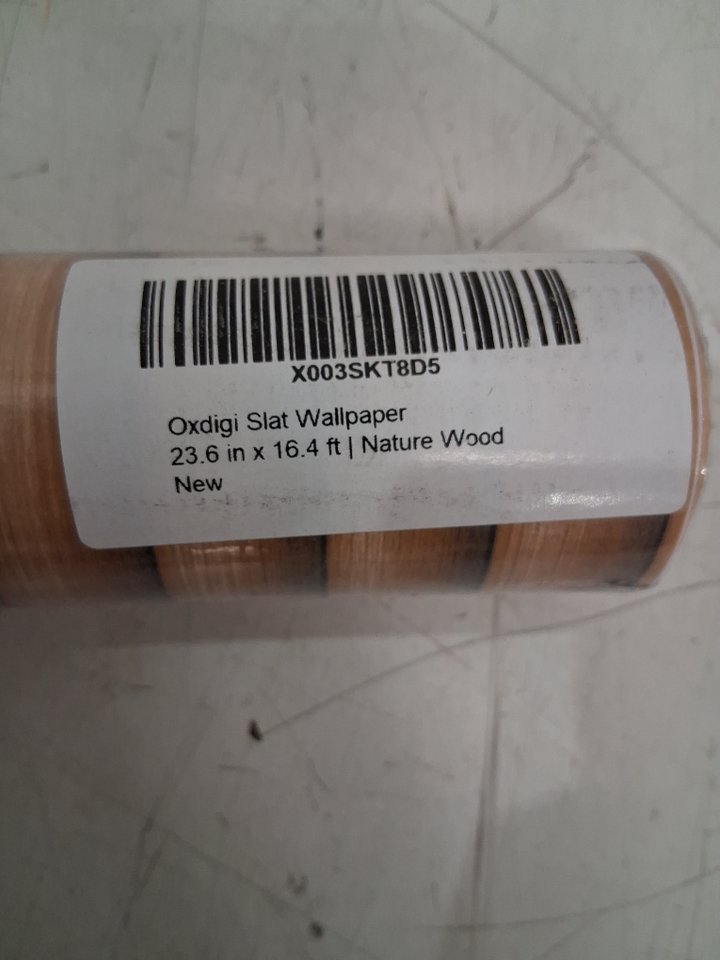 X003SKT8D5
Oxdigi Slat Wallpaper
23.6 in x 16.4 ft | Nature Wood
New